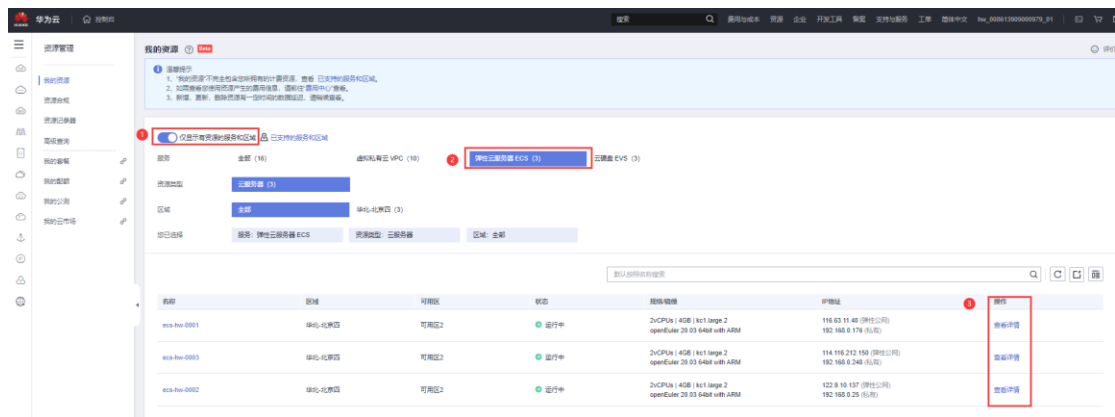 华为云 控制台 搜索 费用与成本 资源 企业 开发工具 备案 支持与服务 工单 简体中文 hw_008613900000979_01
资源管理
我的资源
资源合规
资源记录器
高级查询
我的套餐
我的配额
我的公测
我的云市场
我的资源 Beta
温馨提示
1、"我的资源"不完全包含您所拥有的计费资源，查看 已支持的服务和区域。
2、如需查看您使用资源产生的费用信息，请前往"费用中心"查看。
3、新增、更新、删除资源有一定时间的数据延迟，请稍候查看。
1 仅显示有资源的服务和区域 已支持的服务和区域
服务 全部 (16) 虚拟私有云 VPC (10) 2 弹性云服务器 ECS (3) 云硬盘 EVS (3)
资源类型 云服务器 (3)
区域 全部 华北-北京四 (3)
您已选择 服务: 弹性云服务器 ECS 资源类型: 云服务器 区域: 全部
默认按照名称搜索
名称 区域 可用区 状态 规格/镜像 IP地址 3 操作
ecs-hw-0001 华北-北京四 可用区2 运行中 2vCPUs | 4GB | kc1.large.2 116.63.11.40 (弹性公网) 查看详情
openEuler 20.03 64bit with ARM 192.168.0.176 (私有)
ecs-hw-0003 华北-北京四 可用区2 运行中 2vCPUs | 4GB | kc1.large.2 114.116.212.150 (弹性公网) 查看详情
openEuler 20.03 64bit with ARM 192.168.0.248 (私有)
ecs-hw-0002 华北-北京四 可用区2 运行中 2vCPUs | 4GB | kc1.large.2 122.9.10.137 (弹性公网) 查看详情
openEuler 20.03 64bit with ARM 192.168.0.25 (私有)